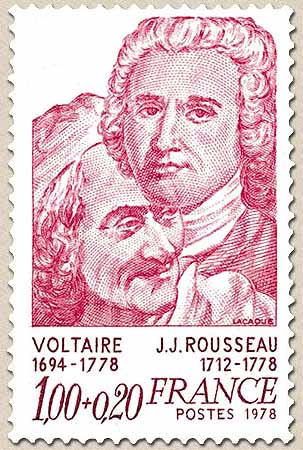 LACAQUE
VOLTAIRE J.J.ROUSSEAU
1694-1778 1712-1778
1,00+0,20 FRANCE
POSTES 1978